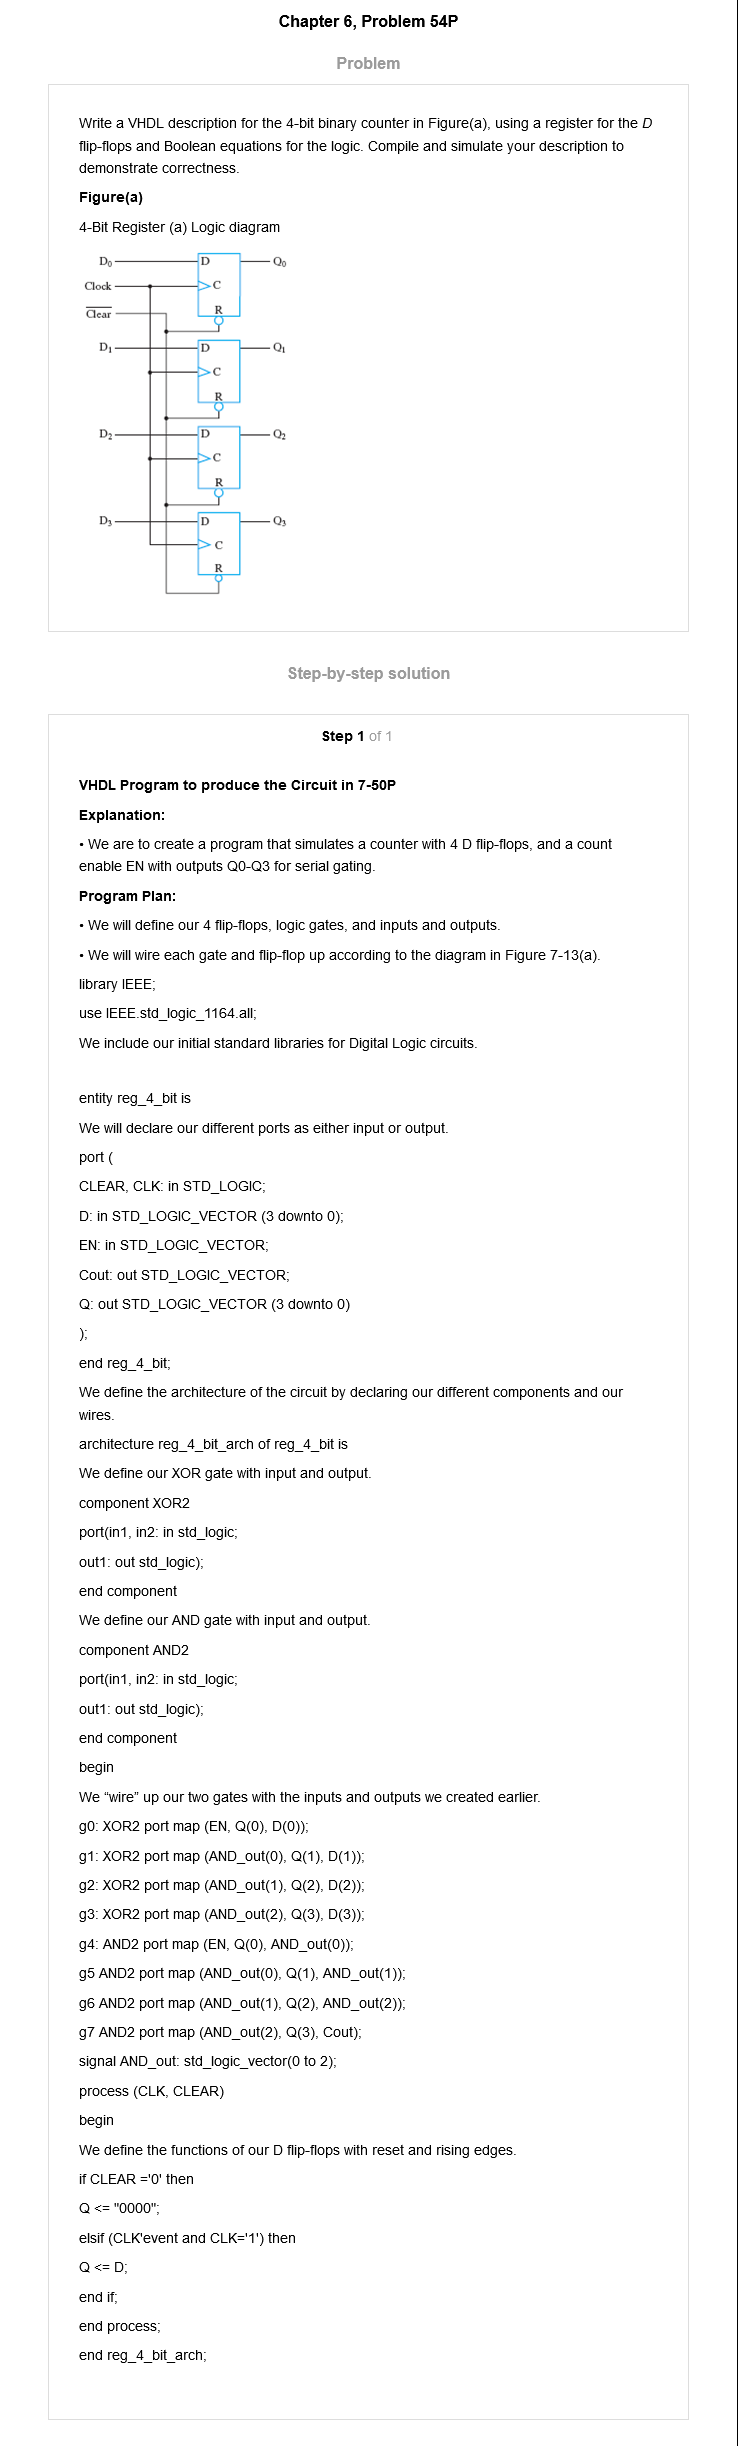 Chapter 6, Problem 54P
Problem
Write a VHDL description for the 4-bit binary counter in Figure(a), using a register for the D
flip-flops and Boolean equations for the logic. Compile and simulate your description to
demonstrate correctness.
Figure(a)
4-Bit Register (a) Logic diagram
D0 D Q0
Clock C
Clear R
D1 D Q1
C
R
D2 D Q2
C
R
D3 D Q3
C
R
Step-by-step solution
Step 1 of 1
VHDL Program to produce the Circuit in 7-50P
Explanation:
• We are to create a program that simulates a counter with 4 D flip-flops, and a count
enable EN with outputs Q0-Q3 for serial gating.
Program Plan:
• We will define our 4 flip-flops, logic gates, and inputs and outputs.
• We will wire each gate and flip-flop up according to the diagram in Figure 7-13(a).
library IEEE;
use IEEE.std_logic_1164.all;
We include our initial standard libraries for Digital Logic circuits.
entity reg_4_bit is
We will declare our different ports as either input or output.
port (
CLEAR, CLK: in STD_LOGIC;
D: in STD_LOGIC_VECTOR (3 downto 0);
EN: in STD_LOGIC_VECTOR;
Cout: out STD_LOGIC_VECTOR;
Q: out STD_LOGIC_VECTOR (3 downto 0)
);
end reg_4_bit;
We define the architecture of the circuit by declaring our different components and our
wires.
architecture reg_4_bit_arch of reg_4_bit is
We define our XOR gate with input and output.
component XOR2
port(in1, in2: in std_logic;
out1: out std_logic);
end component
We define our AND gate with input and output.
component AND2
port(in1, in2: in std_logic;
out1: out std_logic);
end component
begin
We “wire” up our two gates with the inputs and outputs we created earlier.
g0: XOR2 port map (EN, Q(0), D(0));
g1: XOR2 port map (AND_out(0), Q(1), D(1));
g2: XOR2 port map (AND_out(1), Q(2), D(2));
g3: XOR2 port map (AND_out(2), Q(3), D(3));
g4: AND2 port map (EN, Q(0), AND_out(0));
g5 AND2 port map (AND_out(0), Q(1), AND_out(1));
g6 AND2 port map (AND_out(1), Q(2), AND_out(2));
g7 AND2 port map (AND_out(2), Q(3), Cout);
signal AND_out: std_logic_vector(0 to 2);
process (CLK, CLEAR)
begin
We define the functions of our D flip-flops with reset and rising edges.
if CLEAR ='0' then
Q <= "0000";
elsif (CLK'event and CLK='1') then
Q <= D;
end if;
end process;
end reg_4_bit_arch;